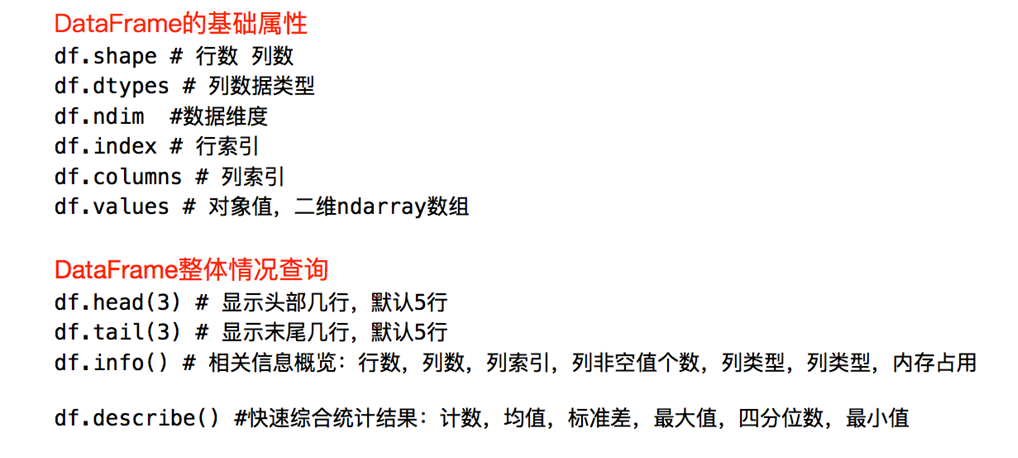 DataFrame的基础属性
df.shape # 行数 列数
df.dtypes # 列数据类型
df.ndim  #数据维度
df.index # 行索引
df.columns # 列索引
df.values # 对象值，二维ndarray数组
DataFrame整体情况查询
df.head(3) # 显示头部几行，默认5行
df.tail(3) # 显示末尾几行，默认5行
df.info() # 相关信息概览：行数，列数，列索引，列非空值个数，列类型，列类型，内存占用
df.describe() #快速综合统计结果：计数，均值，标准差，最大值，四分位数，最小值